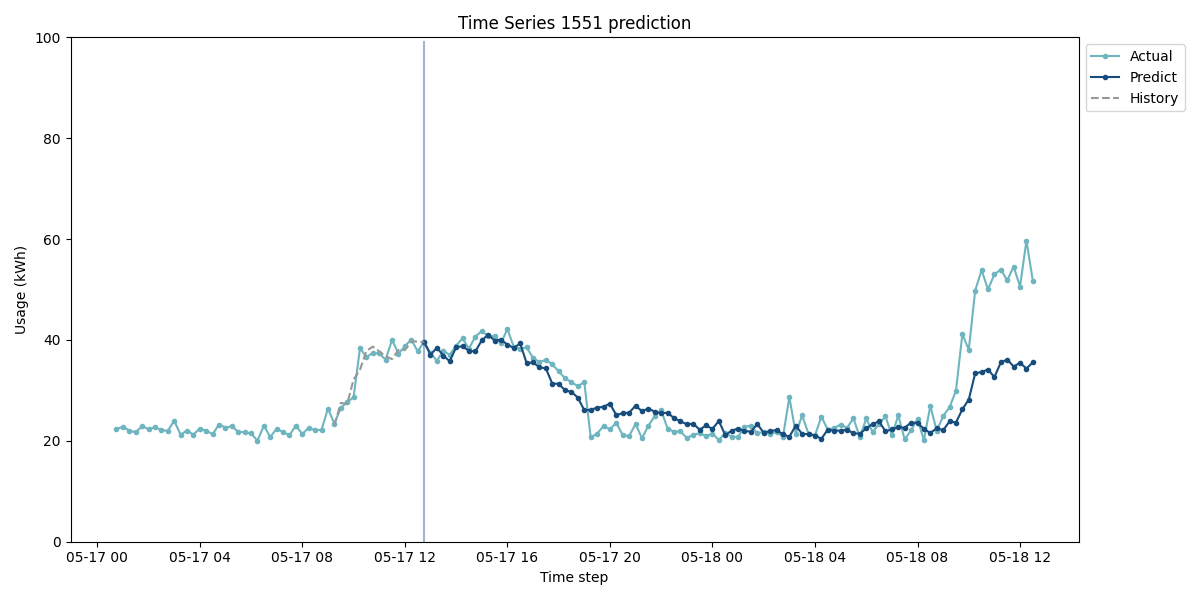 Time Series 1551 prediction
100
80
60
40
20
0
Usage (kWh)
05-17 00
05-17 04
05-17 08
05-17 12
05-17 16
05-17 20
05-18 00
05-18 04
05-18 08
05-18 12
Time step
Actual
Predict
History